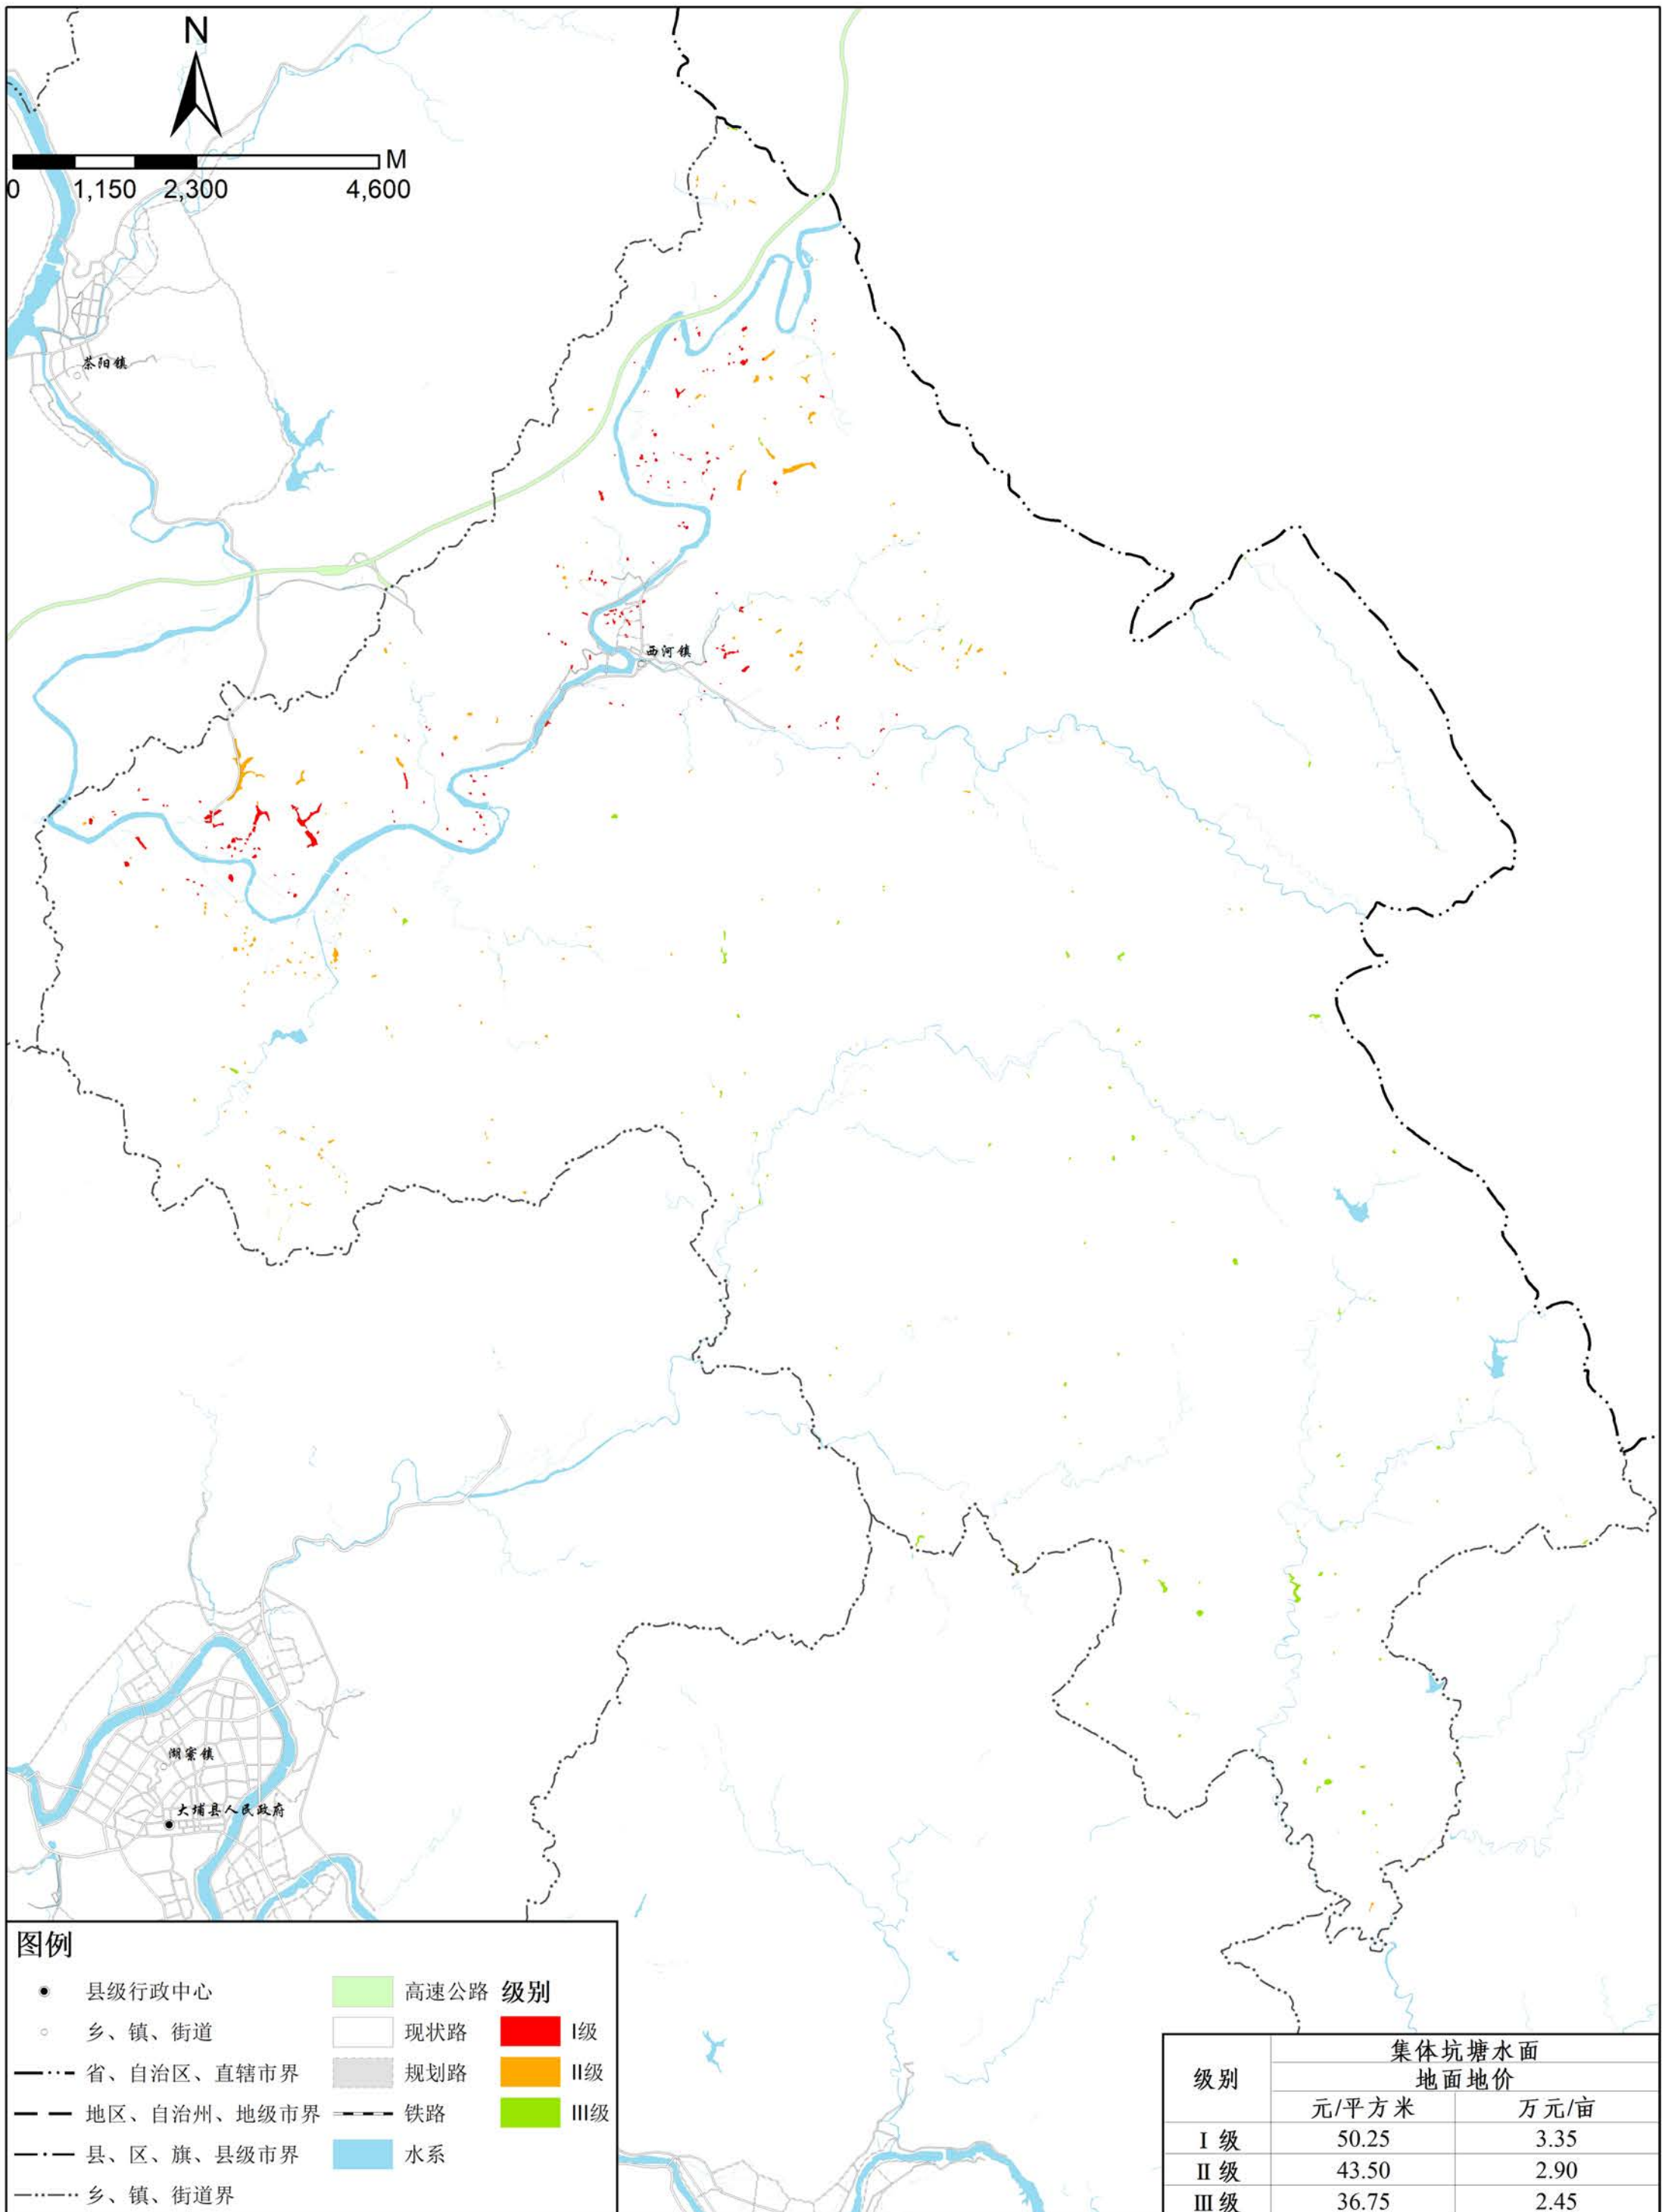 N
M
0 1,150 2,300 4,600
茶阳镇
西河镇
湖寮镇
大埔县人民政府
图例
县级行政中心
乡、镇、街道
省、自治区、直辖市界
地区、自治州、地级市界
县、区、旗、县级市界
乡、镇、街道界
高速公路
现状路
规划路
铁路
水系
级别
I级
II级
III级
级别
集体坑塘水面
地面地价
元/平方米 万元/亩
I 级 50.25 3.35
II 级 43.50 2.90
III 级 36.75 2.45